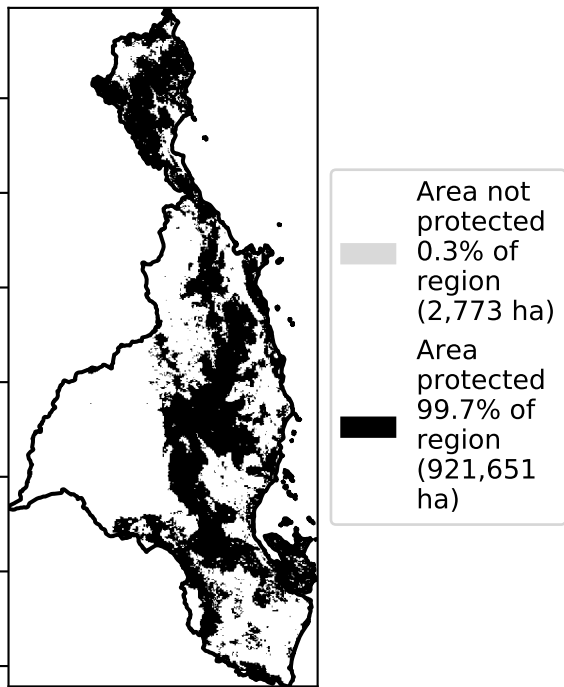 Area not
protected
0.3% of
region
(2,773 ha)
Area
protected
99.7% of
region
(921,651
ha)